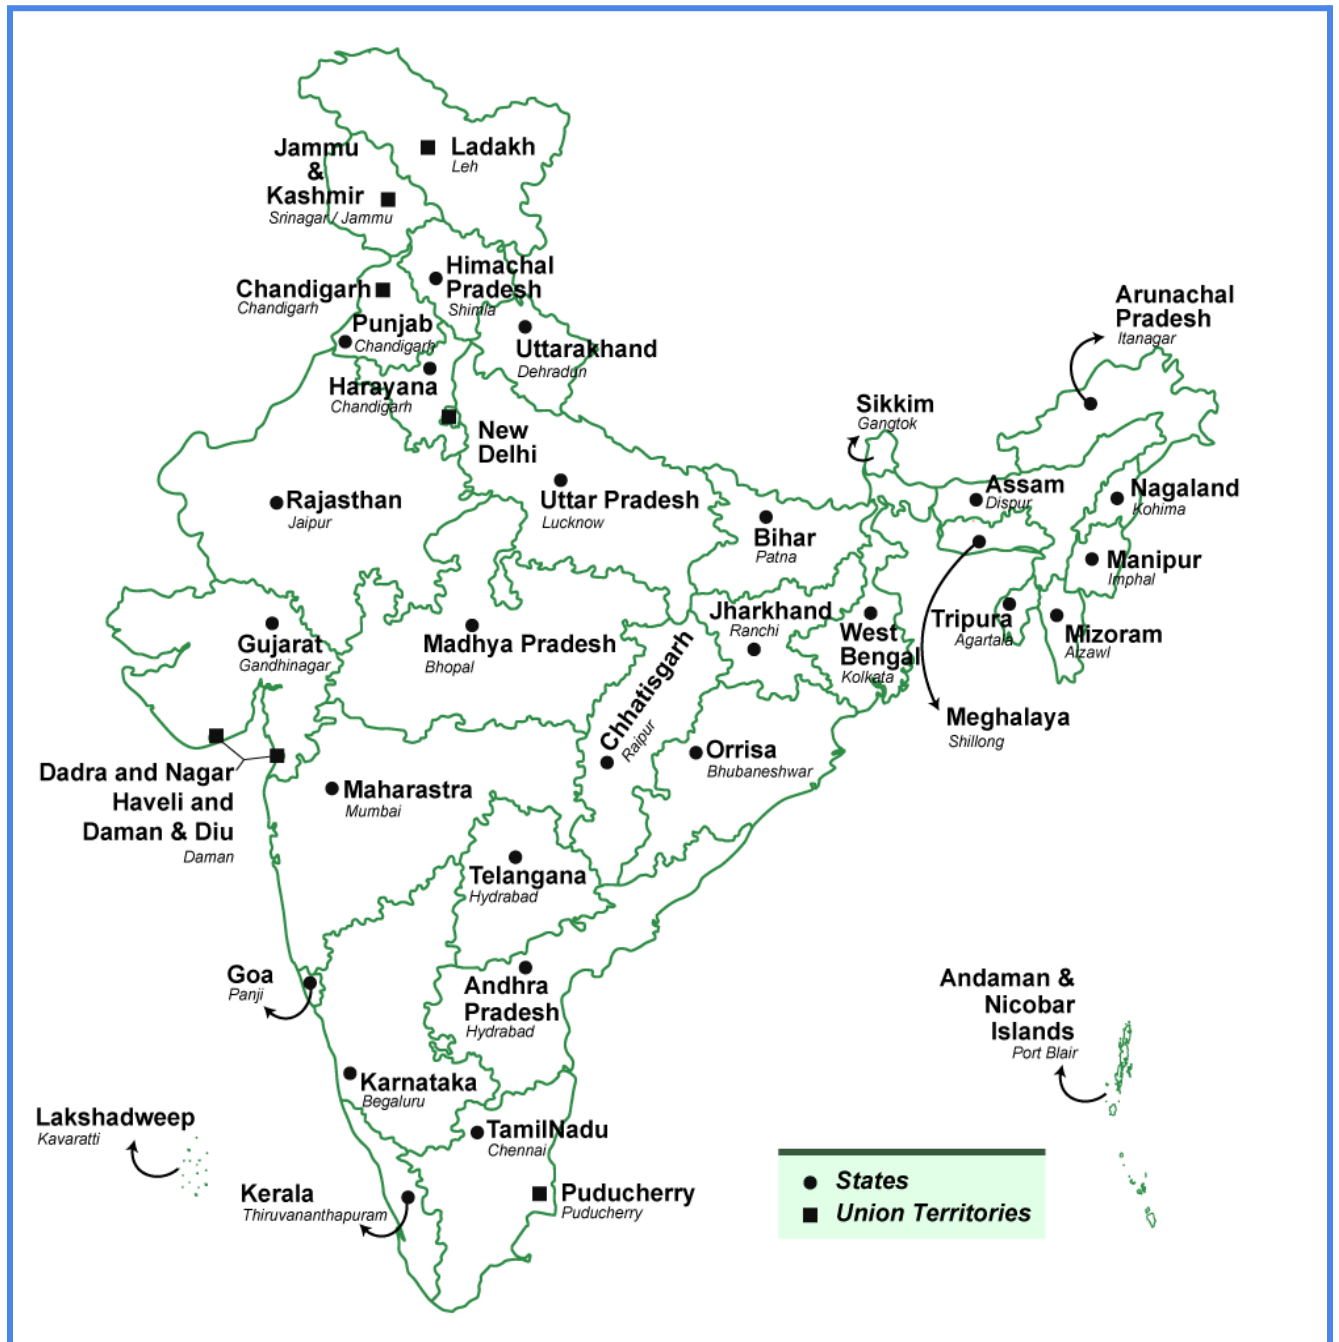 Jammu
&
Kashmir
Srinagar / Jammu
Ladakh
Leh
Himachal
Pradesh
Shimla
Chandigarh
Chandigarh
Punjab
Chandigarh
Uttarakhand
Dehradun
Harayana
Chandigarh
New
Delhi
Arunachal
Pradesh
Itanagar
Sikkim
Gangtok
Rajasthan
Jaipur
Uttar Pradesh
Lucknow
Bihar
Patna
Assam
Dispur
Nagaland
Kohima
Manipur
Imphal
Gujarat
Gandhinagar
Madhya Pradesh
Bhopal
Jharkhand
Ranchi
West
Bengal
Kolkata
Tripura
Agartala
Mizoram
Aizawl
Chhatisgarh
Raipur
Meghalaya
Shillong
Orrisa
Bhubaneshwar
Dadra and Nagar
Haveli and
Daman & Diu
Daman
Maharastra
Mumbai
Telangana
Hydrabad
Goa
Panji
Andhra
Pradesh
Hydrabad
Andaman &
Nicobar
Islands
Port Blair
Karnataka
Begaluru
Lakshadweep
Kavaratti
TamilNadu
Chennai
Kerala
Thiruvananthapuram
Puducherry
Puducherry
States
Union Territories